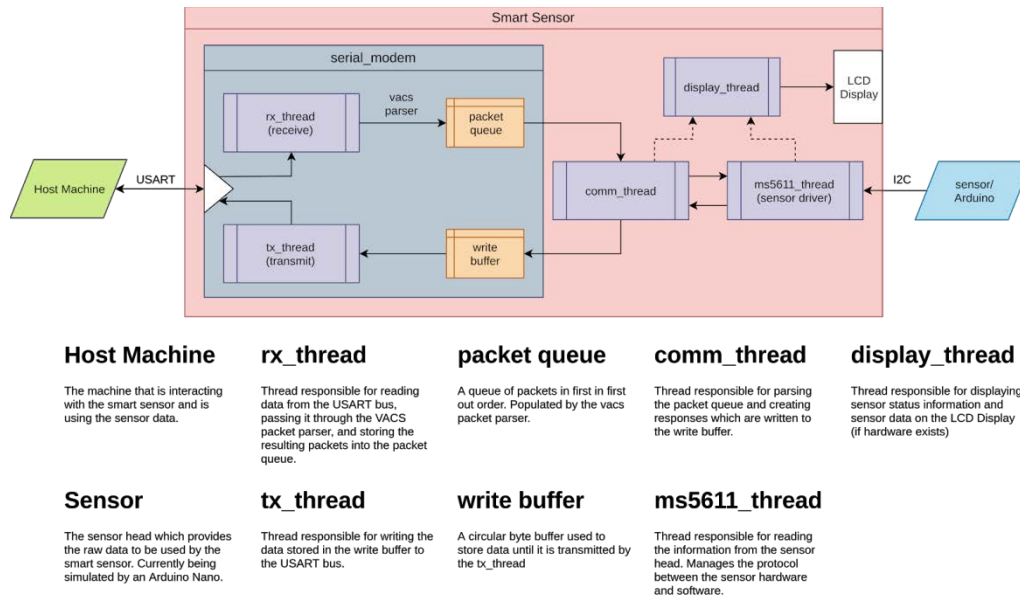 Smart Sensor
serial_modem
rx_thread
(receive)
vacs
parser
packet
queue
display_thread
LCD
Display
Host Machine
USART
comm_thread
ms5611_thread
(sensor driver)
I2C
sensor/
Arduino
tx_thread
(transmit)
write
buffer
Host Machine
The machine that is interacting
with the smart sensor and is
using the sensor data.
rx_thread
Thread responsible for reading
data from the USART bus,
passing it through the VACS
packet parser, and storing the
resulting packets into the packet
queue.
packet queue
A queue of packets in first in first
out order. Populated by the vacs
packet parser.
comm_thread
Thread responsible for parsing
the packet queue and creating
responses which are written to
the write buffer.
display_thread
Thread responsible for displaying
sensor status information and
sensor data on the LCD Display
(if hardware exists)
Sensor
The sensor head which provides
the raw data to be used by the
smart sensor. Currently being
simulated by an Arduino Nano.
tx_thread
Thread responsible for writing the
data stored in the write buffer to
the USART bus.
write buffer
A circular byte buffer used to
store data until it is transmitted by
the tx_thread
ms5611_thread
Thread responsible for reading
the information from the sensor
head. Manages the protocol
between the sensor hardware
and software.